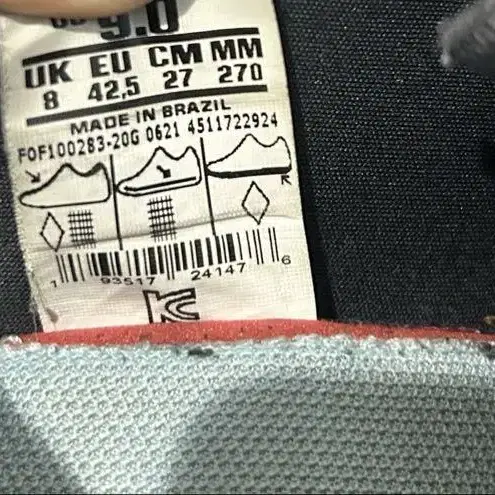 9.0
UK EU CM MM
8 42,5 27 270
MADE IN BRAZIL
FOF100283-20G 0621 4511722924
1 93517 24147 6